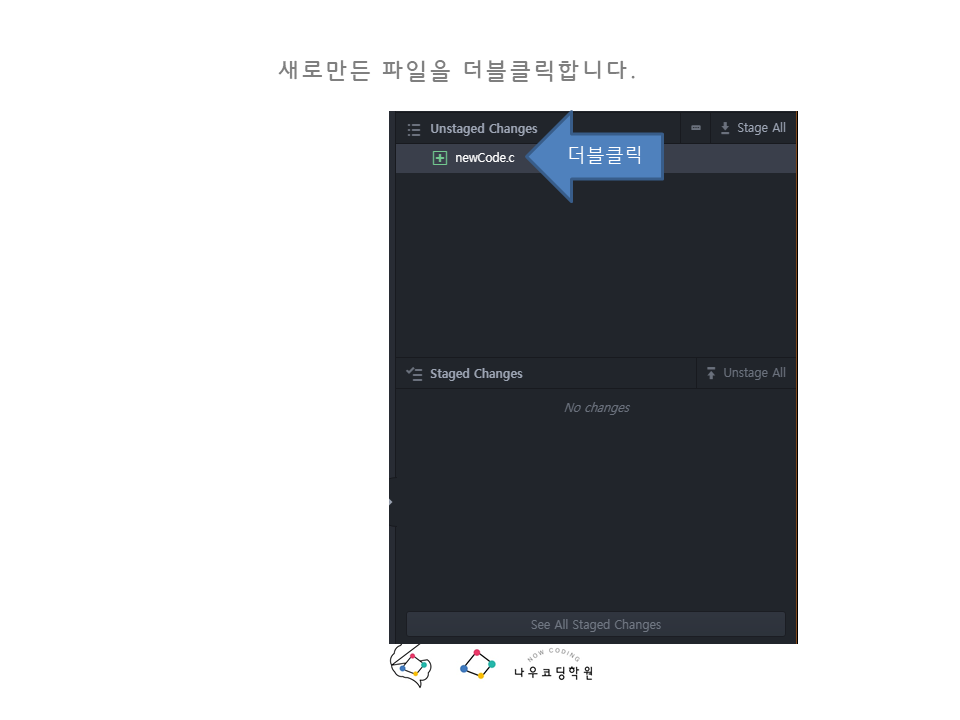 새로만든 파일을 더블클릭합니다.
Unstaged Changes
Stage All
newCode.c
더블클릭
Staged Changes
Unstage All
No changes
See All Staged Changes
NOW CODING
나우코딩학원